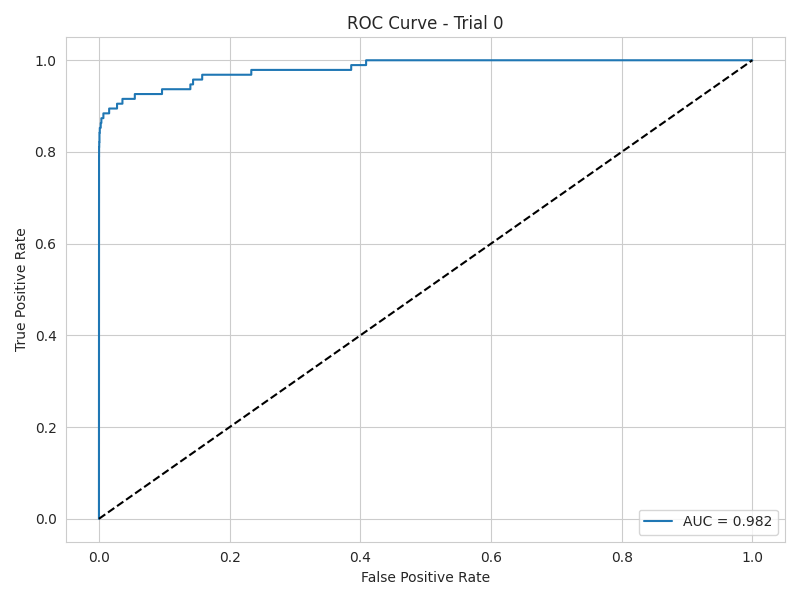 ROC Curve - Trial 0
True Positive Rate
1.0
0.8
0.6
0.4
0.2
0.0
0.0 0.2 0.4 0.6 0.8 1.0
False Positive Rate
AUC = 0.982